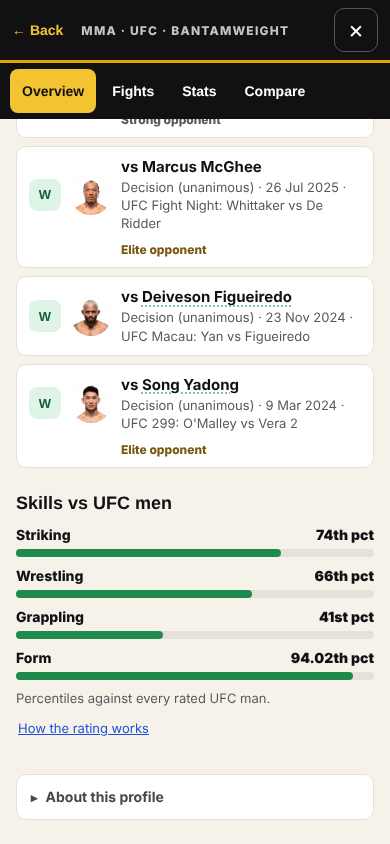 ← Back
MMA · UFC · BANTAMWEIGHT
×
Overview
Fights
Stats
Compare
Strong opponent
W
vs Marcus McGhee
Decision (unanimous) · 26 Jul 2025 ·
UFC Fight Night: Whittaker vs De
Ridder
Elite opponent
W
vs Deiveson Figueiredo
Decision (unanimous) · 23 Nov 2024 ·
UFC Macau: Yan vs Figueiredo
W
vs Song Yadong
Decision (unanimous) · 9 Mar 2024 ·
UFC 299: O'Malley vs Vera 2
Elite opponent
Skills vs UFC men
Striking 74th pct
Wrestling 66th pct
Grappling 41st pct
Form 94.02th pct
Percentiles against every rated UFC man.
How the rating works
▸ About this profile